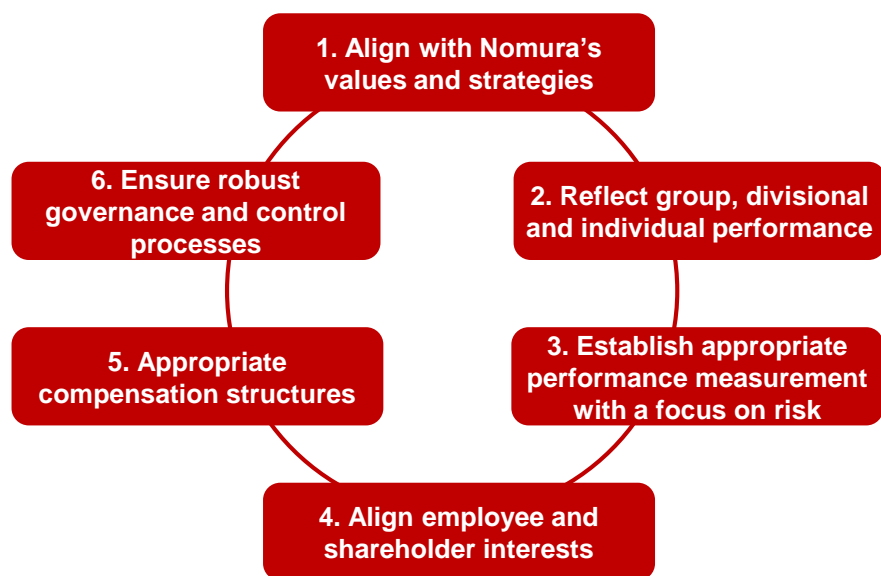 1. Align with Nomura’s
values and strategies
2. Reflect group, divisional
and individual performance
3. Establish appropriate
performance measurement
with a focus on risk
4. Align employee and
shareholder interests
5. Appropriate
compensation structures
6. Ensure robust
governance and control
processes